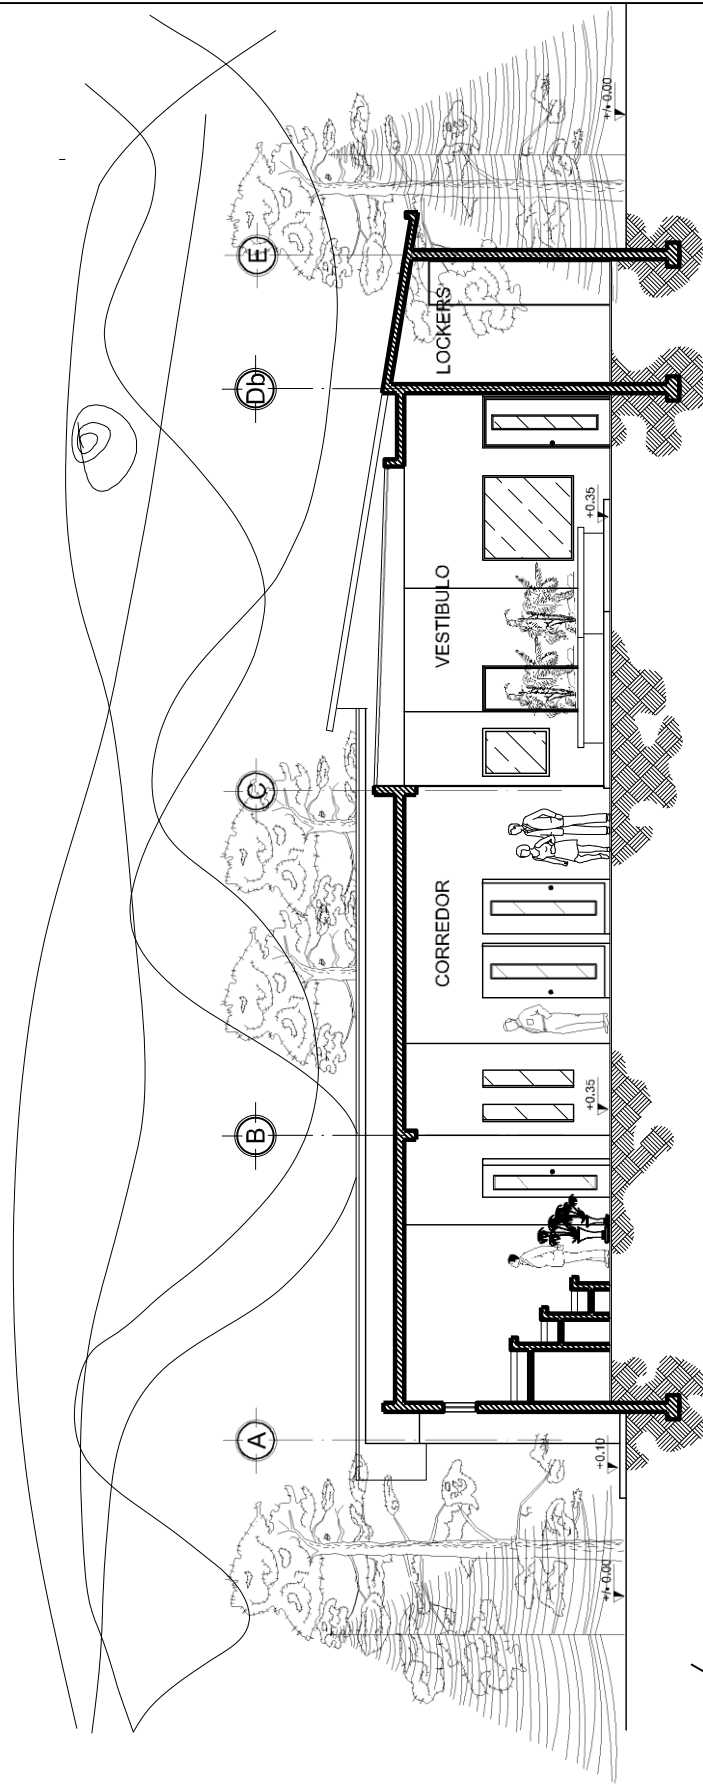 A
B
C
Db
E
CORREDOR
VESTIBULO
LOCKERS
+/- 0.00
+0.10
+0.35
+0.35
+/- 0.00